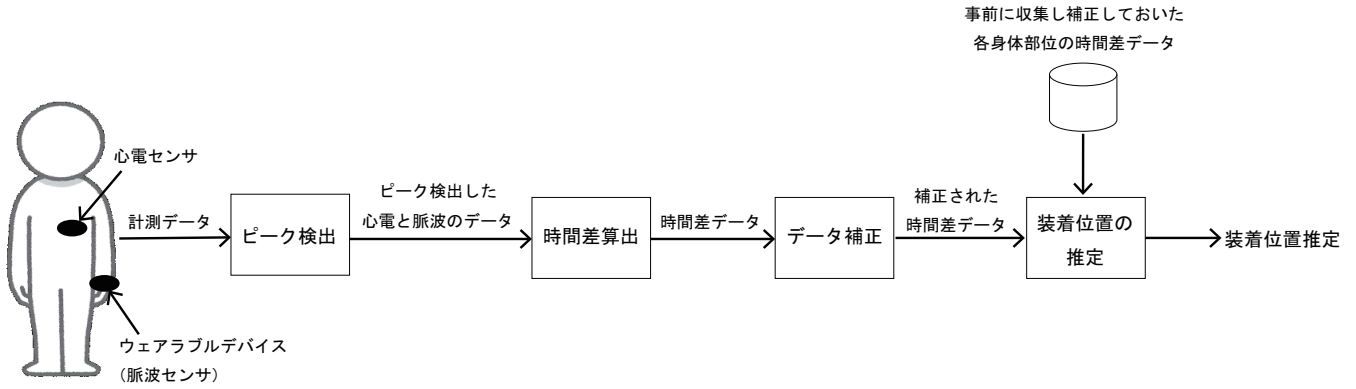 事前に収集し補正しておいた
各身体部位の時間差データ
心電センサ
計測データ
ピーク検出
ピーク検出した
心電と脈波のデータ
時間差算出
時間差データ
データ補正
補正された
時間差データ
装着位置の
推定
装着位置推定
ウェアラブルデバイス
(脈波センサ)